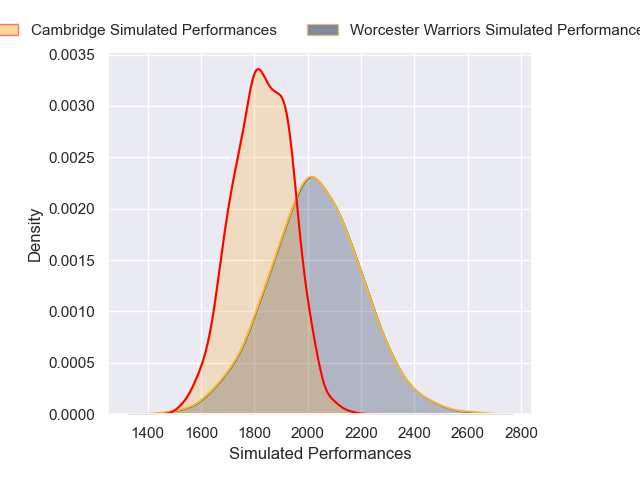 Cambridge Simulated Performances
Worcester Warriors Simulated Performance
0.0035
0.0030
0.0025
0.0020
0.0015
0.0010
0.0005
0.0000
Density
1400 1600 1800 2000 2200 2400 2600 2800
Simulated Performances